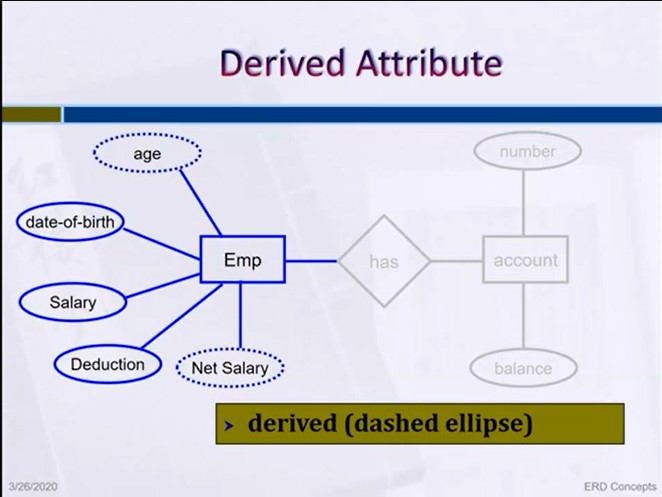 Derived Attribute
age
number
date-of-birth
Emp
has
account
Salary
Deduction
Net Salary
balance
➢ derived (dashed ellipse)
3/26/2020
ERD Concepts